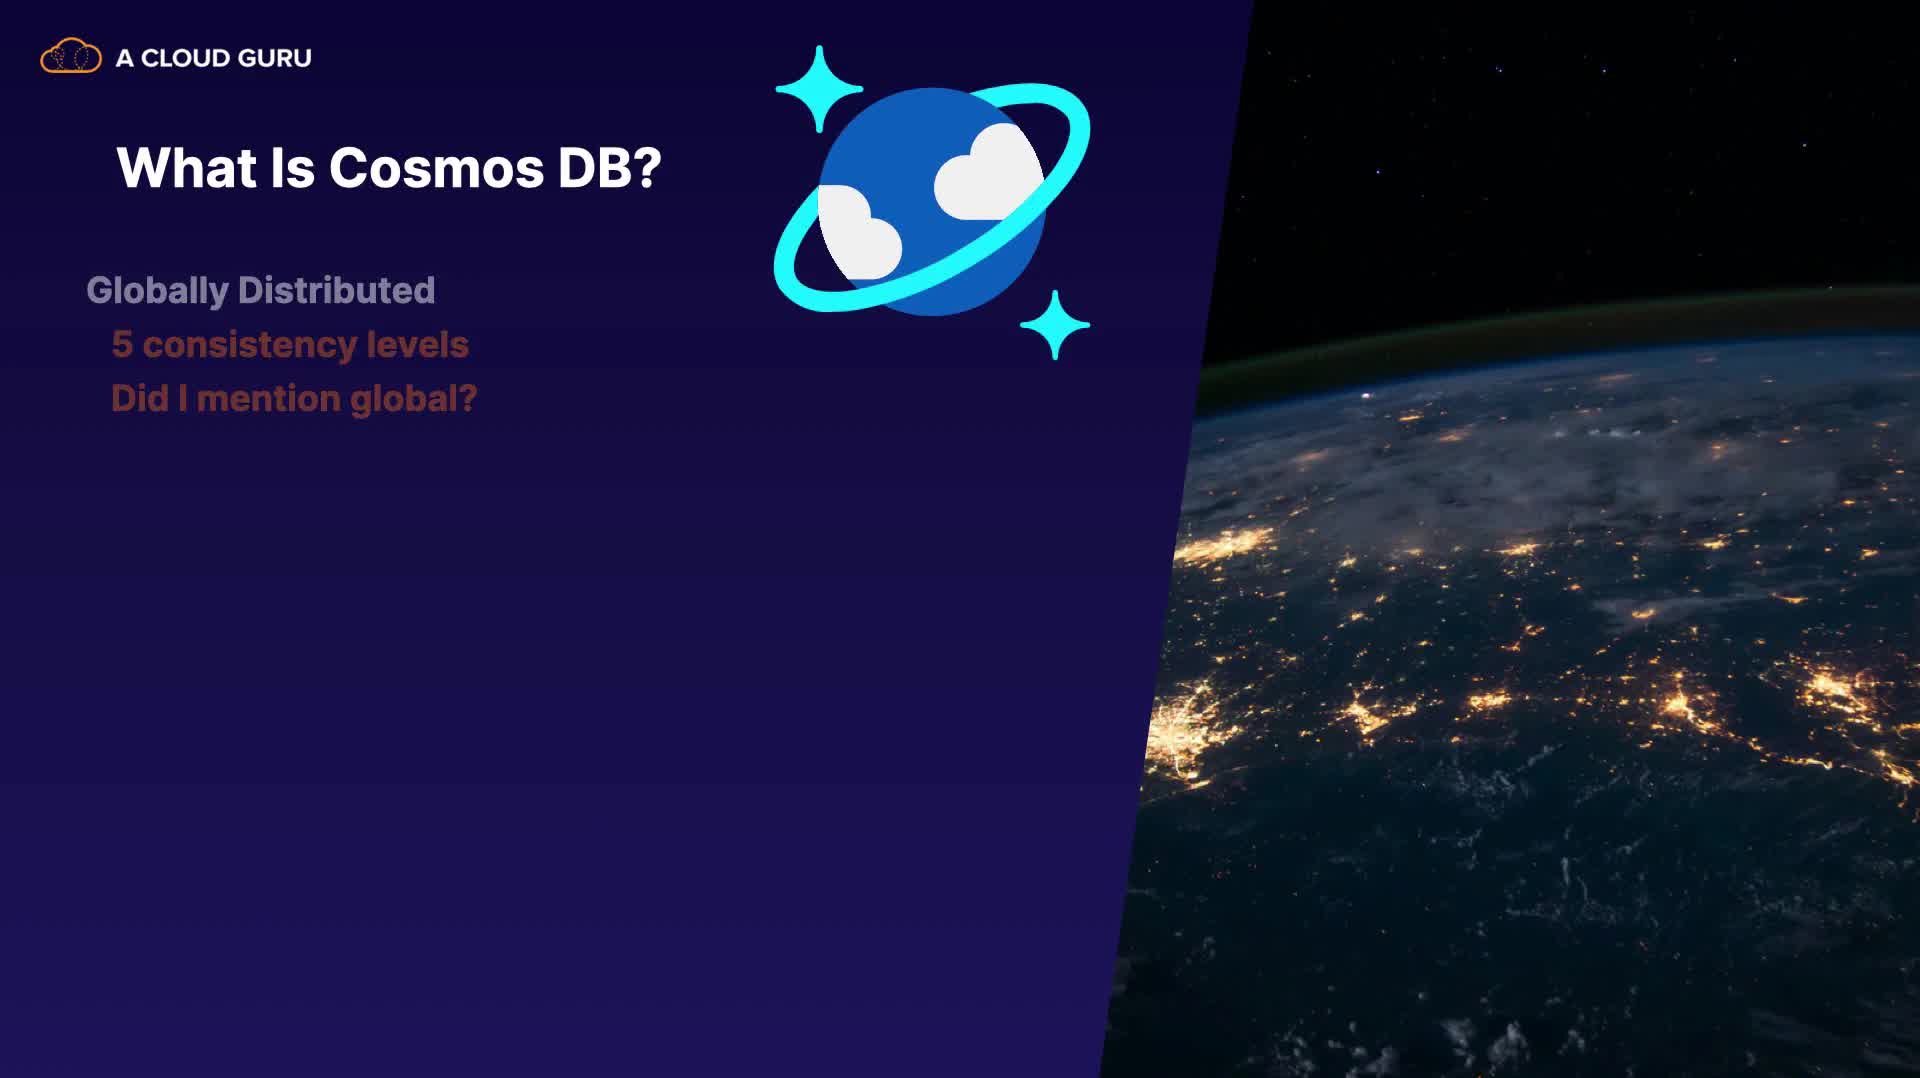 A CLOUD GURU
What Is Cosmos DB?
Globally Distributed
5 consistency levels
Did I mention global?